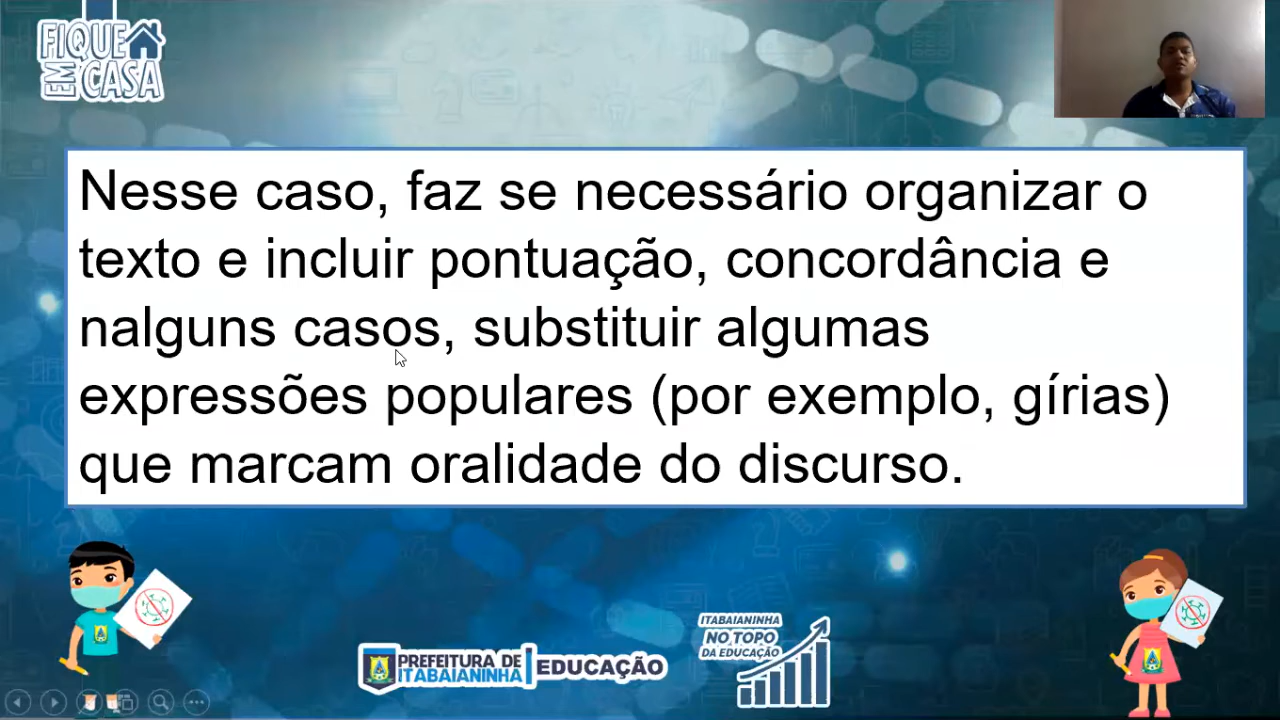 FIQUE
EM CASA
Nesse caso, faz se necessário organizar o
texto e incluir pontuação, concordância e
nalguns casos, substituir algumas
expressões populares (por exemplo, gírias)
que marcam oralidade do discurso.
ITABAIANINHA
NO TOPO
DA EDUCAÇÃO
PREFEITURA DE
ITABAIANINHA
EDUCAÇÃO